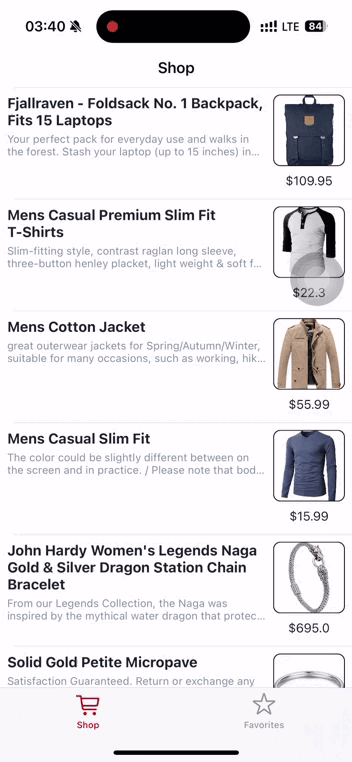 03:40
LTE 84
Shop
Fjallraven - Foldsack No. 1 Backpack,
Fits 15 Laptops
Your perfect pack for everyday use and walks in
the forest. Stash your laptop (up to 15 inches) in...
$109.95
Mens Casual Premium Slim Fit
T-Shirts
Slim-fitting style, contrast raglan long sleeve,
three-button henley placket, light weight & soft f...
$22.3
Mens Cotton Jacket
great outerwear jackets for Spring/Autumn/Winter,
suitable for many occasions, such as working, hik...
$55.99
Mens Casual Slim Fit
The color could be slightly different between on
the screen and in practice. / Please note that bod...
$15.99
John Hardy Women's Legends Naga
Gold & Silver Dragon Station Chain
Bracelet
From our Legends Collection, the Naga was
inspired by the mythical water dragon that protec...
$695.0
Solid Gold Petite Micropave
Satisfaction Guaranteed. Return or exchange any
Shop
Favorites